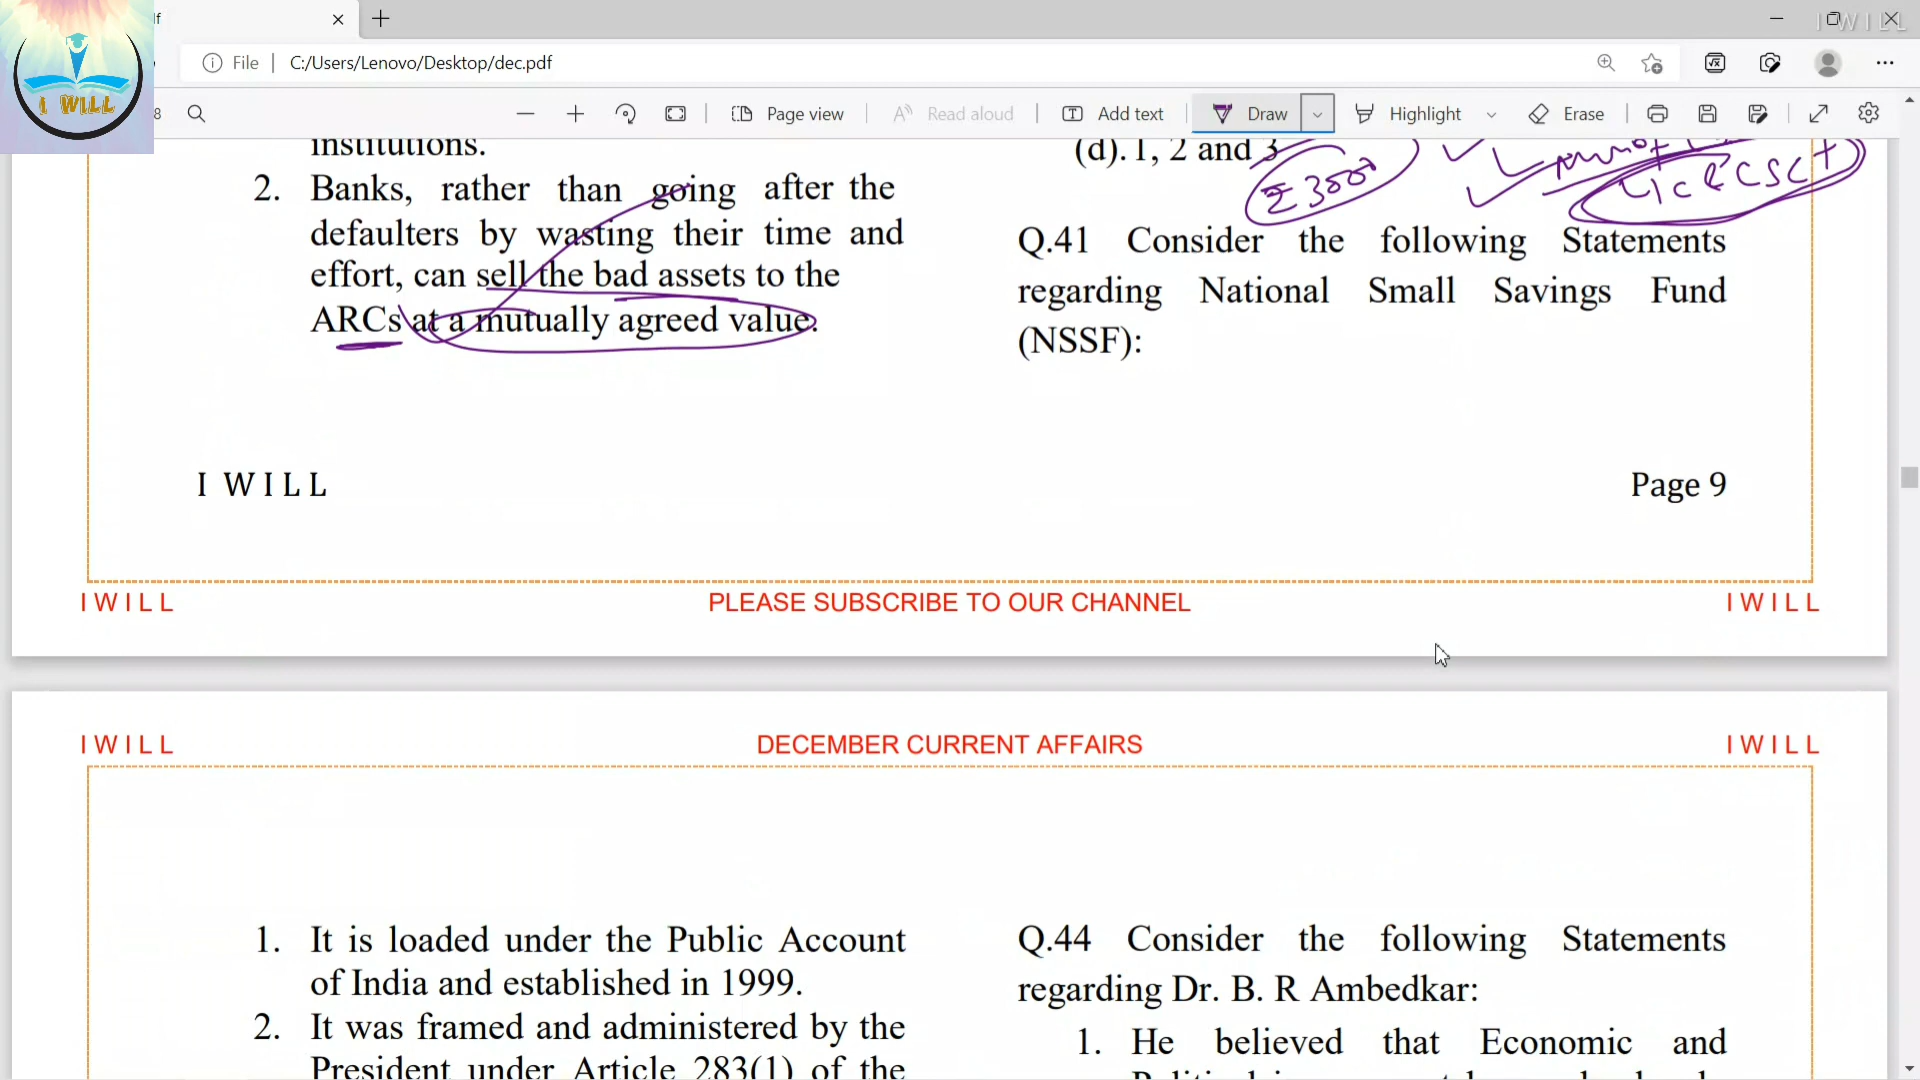 I WILL
File
C:/Users/Lenovo/Desktop/dec.pdf
I W I L L
8
Page view
Read aloud
Add text
Draw
Highlight
Erase
institutions.
2. Banks, rather than going after the
defaulters by wasting their time and
effort, can sell the bad assets to the
ARCs at a mutually agreed value.
(d). 1, 2 and 3
₹ 3000
Q.41 Consider the following Statements
regarding National Small Savings Fund
(NSSF):
I W I L L
Page 9
I W I L L
PLEASE SUBSCRIBE TO OUR CHANNEL
I W I L L
I W I L L
DECEMBER CURRENT AFFAIRS
I W I L L
1. It is loaded under the Public Account
of India and established in 1999.
2. It was framed and administered by the
President under Article 283(1) of the
Q.44 Consider the following Statements
regarding Dr. B. R Ambedkar:
1. He believed that Economic and